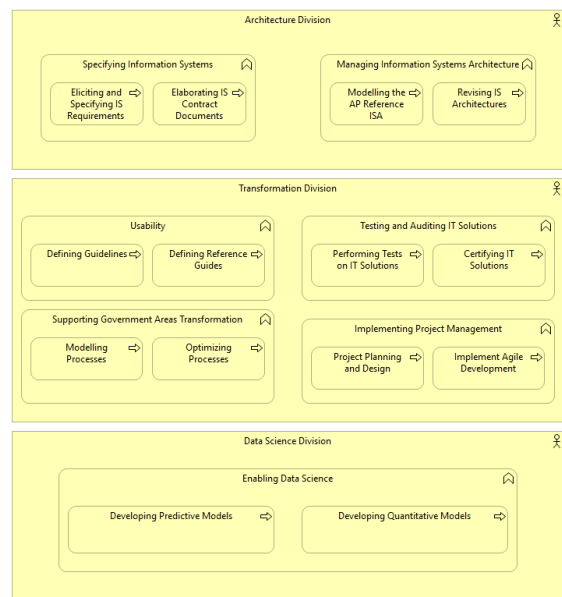 Architecture Division
Specifying Information Systems
Eliciting and
Specifying IS
Requirements
Elaborating IS
Contract
Documents
Managing Information Systems Architecture
Modelling the
AP Reference
ISA
Revising IS
Architectures
Transformation Division
Usability
Defining Guidelines
Defining Reference
Guides
Testing and Auditing IT Solutions
Performing Tests
on IT Solutions
Certifying IT
Solutions
Supporting Government Areas Transformation
Modelling
Processes
Optimizing
Processes
Implementing Project Management
Project Planning
and Design
Implement Agile
Development
Data Science Division
Enabling Data Science
Developing Predictive Models
Developing Quantitative Models